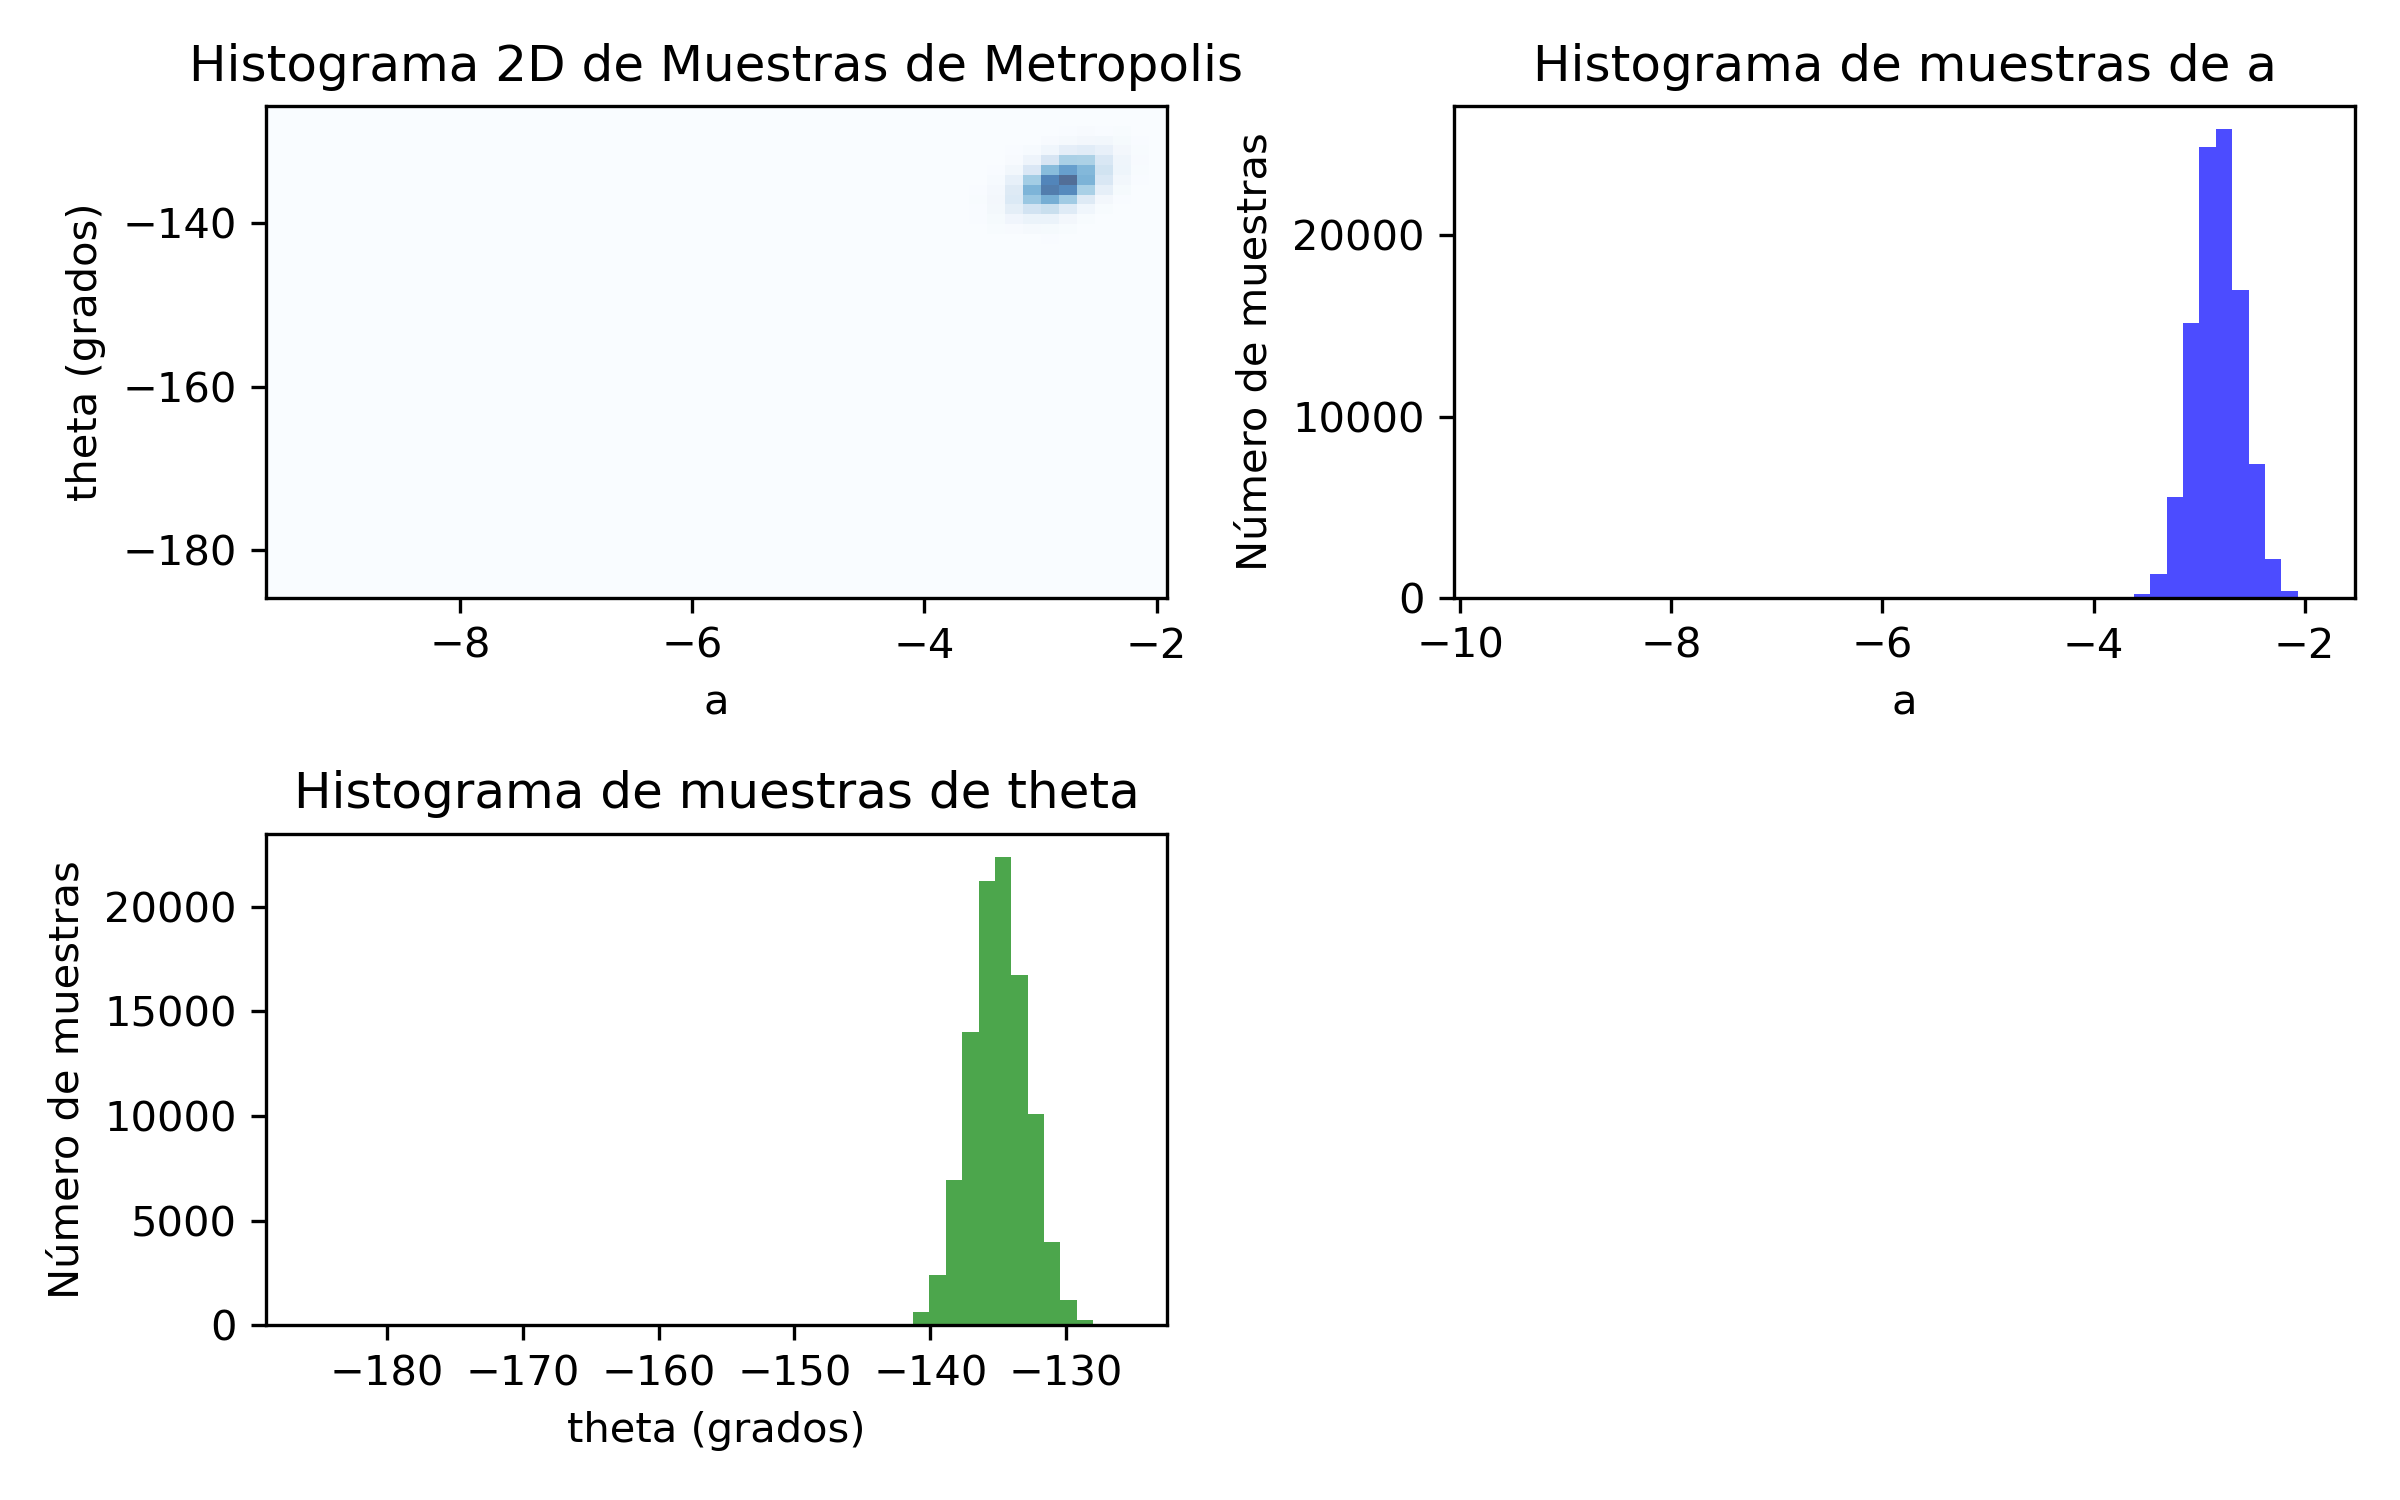 Histograma 2D de Muestras de Metropolis
theta (grados)
−140
−160
−180
−8
−6
−4
−2
a
Histograma de muestras de a
Número de muestras
20000
10000
0
−10
−8
−6
−4
−2
a
Histograma de muestras de theta
Número de muestras
20000
15000
10000
5000
0
−180
−170
−160
−150
−140
−130
theta (grados)